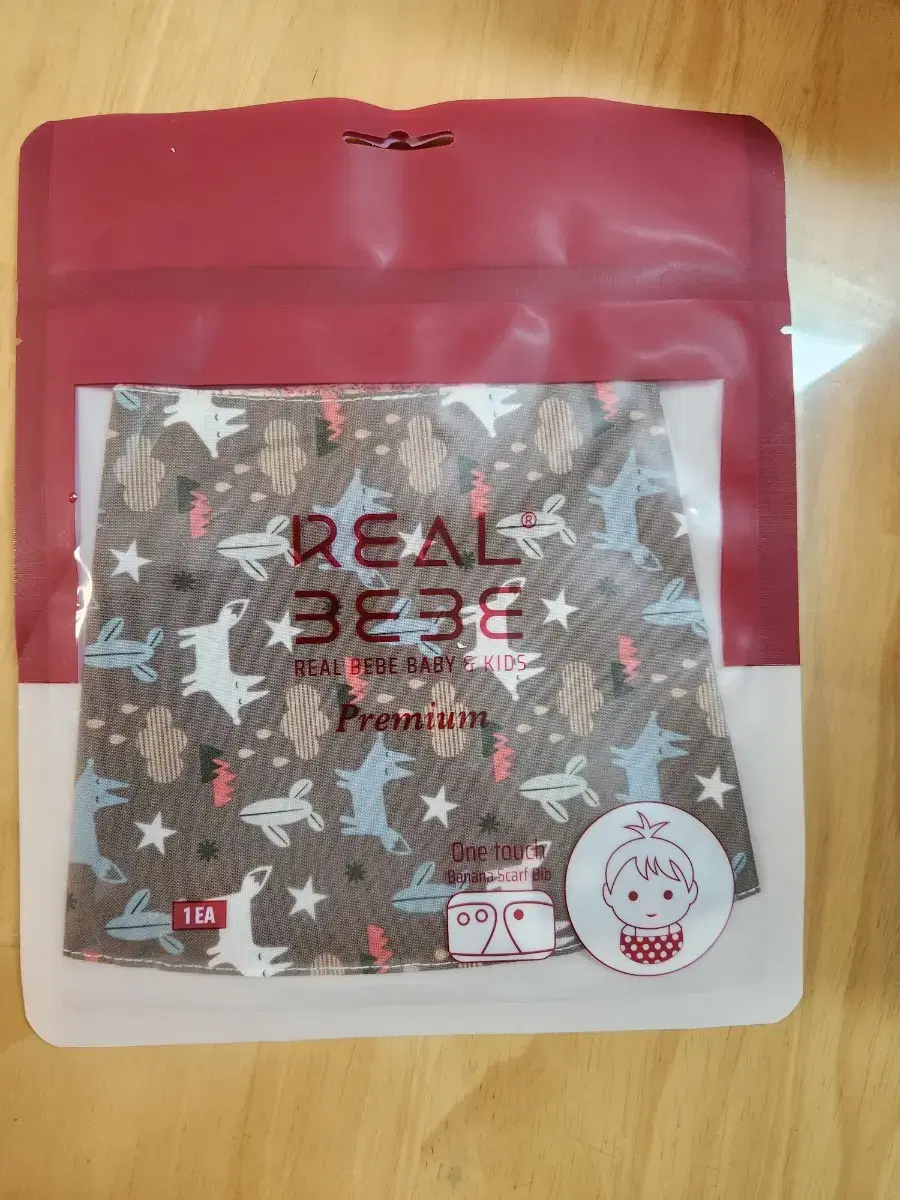 REAL®
BEBE
REAL BEBE BABY & KIDS
Premium
One touch
Banana Scarf Bib
1 EA